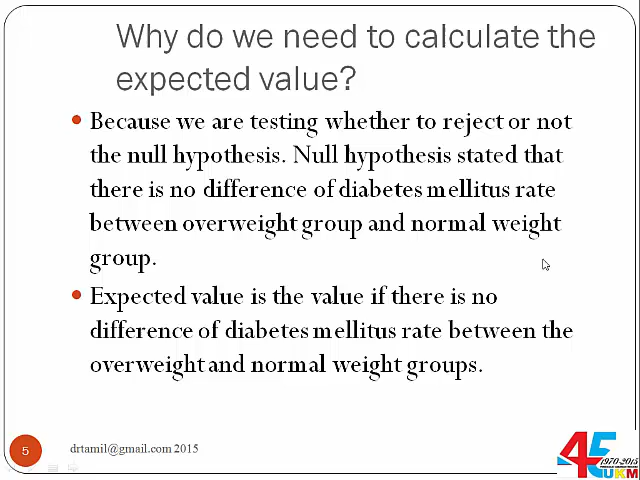 Why do we need to calculate the
expected value?
Because we are testing whether to reject or not
the null hypothesis. Null hypothesis stated that
there is no difference of diabetes mellitus rate
between overweight group and normal weight
group.
Expected value is the value if there is no
difference of diabetes mellitus rate between the
overweight and normal weight groups.
5
drtamil@gmail.com 2015
45
1970-2015
UKM